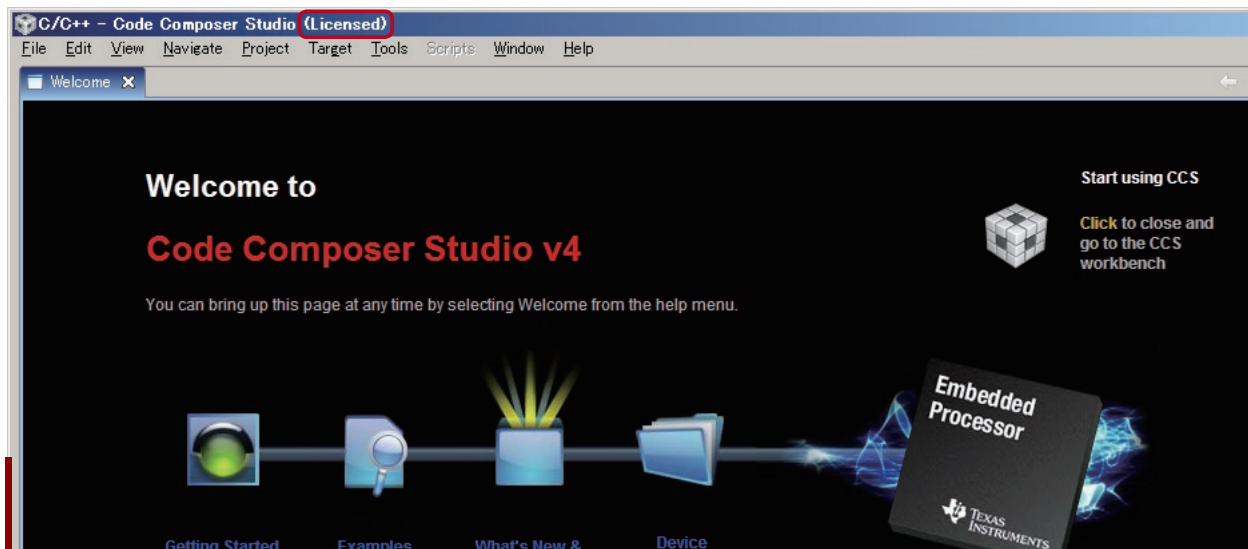 C/C++ - Code Composer Studio (Licensed)
File Edit View Navigate Project Target Tools Scripts Window Help
Welcome
Welcome to
Code Composer Studio v4
You can bring up this page at any time by selecting Welcome from the help menu.
Start using CCS
Click to close and
go to the CCS
workbench
Embedded
Processor
TEXAS
INSTRUMENTS
Getting Started
Examples
What's New &
Device